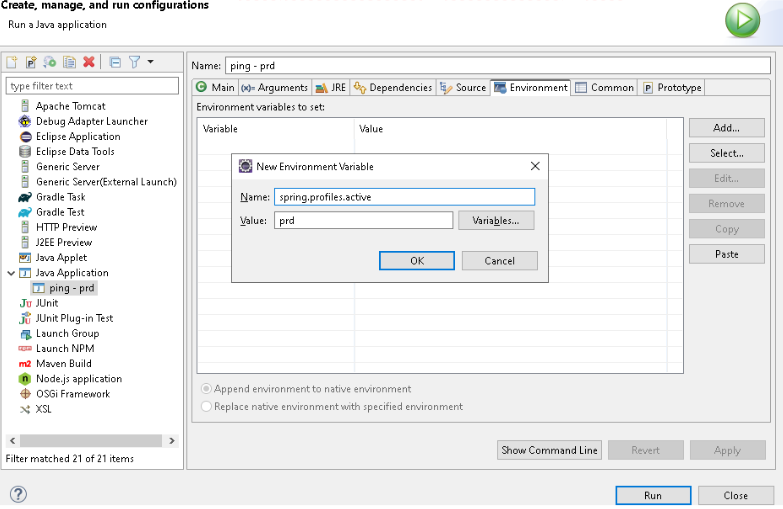 Create, manage, and run configurations
Run a Java application
type filter text
Apache Tomcat
Debug Adapter Launcher
Eclipse Application
Eclipse Data Tools
Generic Server
Generic Server(External Launch)
Gradle Task
Gradle Test
HTTP Preview
J2EE Preview
Java Applet
Java Application
ping - prd
JUnit
JUnit Plug-in Test
Launch Group
Launch NPM
Maven Build
Node.js application
OSGi Framework
XSL
Filter matched 21 of 21 items
Name: ping - prd
Main (x)= Arguments JRE Dependencies Source Environment Common Prototype
Environment variables to set:
Variable Value
Add...
Select...
Edit...
Remove
Copy
Paste
New Environment Variable
Name: spring.profiles.active
Value: prd Variables...
OK Cancel
Append environment to native environment
Replace native environment with specified environment
Show Command Line Revert Apply
Run Close